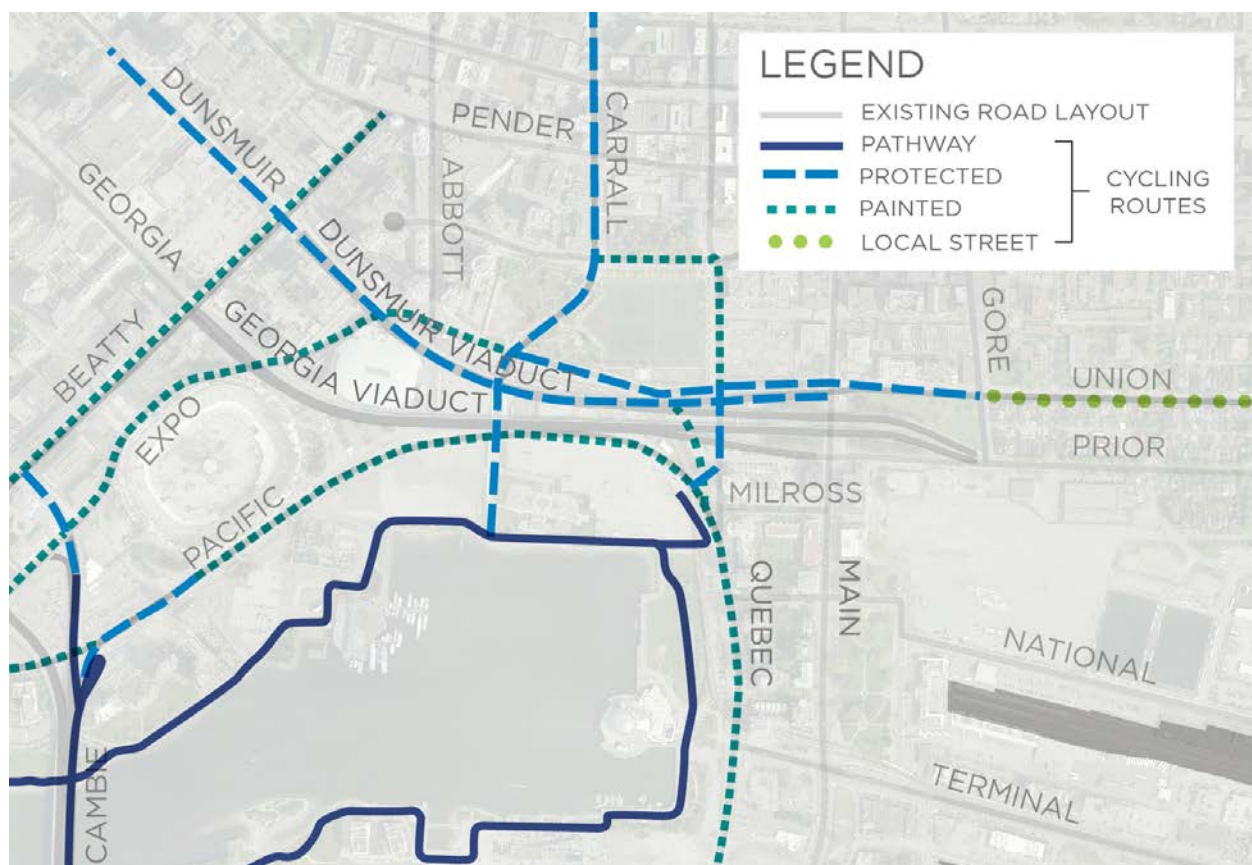 LEGEND
EXISTING ROAD LAYOUT
PATHWAY
PROTECTED
PAINTED
LOCAL STREET
CYCLING
ROUTES
DUNSMUIR
PENDER
CARRALL
GEORGIA
ABBOTT
DUNSMUIR VIADUCT
GEORGIA VIADUCT
GORE
BEATTY
EXPO
UNION
PRIOR
PACIFIC
MILROSS
QUEBEC
MAIN
NATIONAL
CAMBIE
TERMINAL